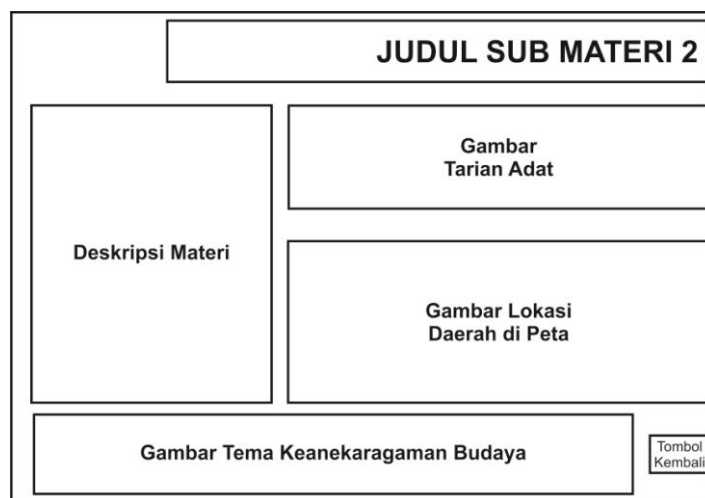 JUDUL SUB MATERI 2
Gambar
Tarian Adat
Deskripsi Materi
Gambar Lokasi
Daerah di Peta
Gambar Tema Keanekaragaman Budaya
Tombol
Kembali